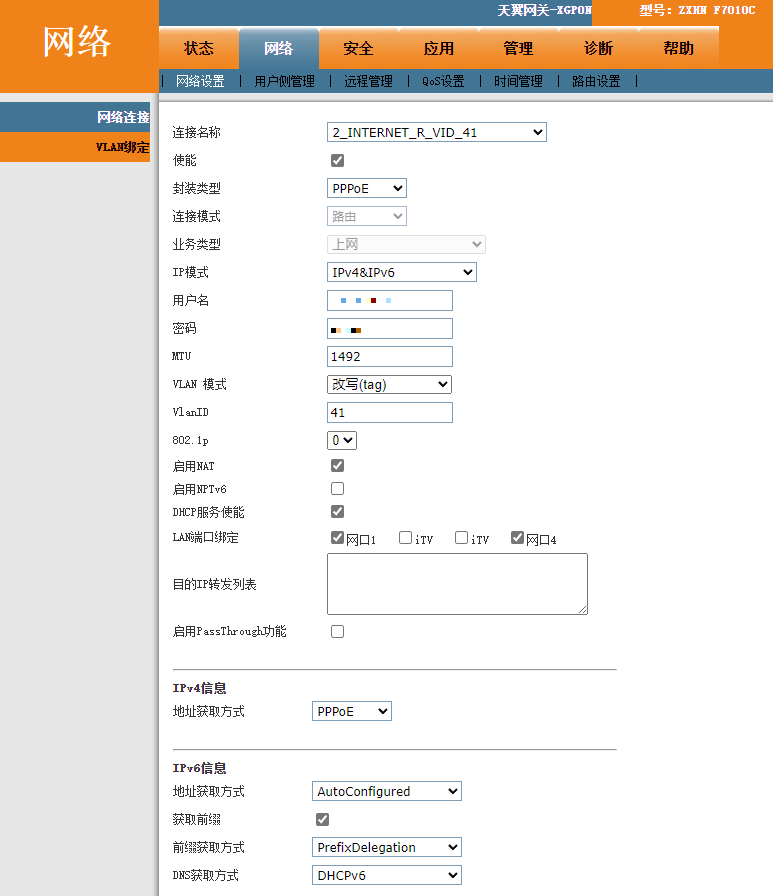 天翼网关-XGPON 型号：ZXHN F7010C
网络
状态 网络 安全 应用 管理 诊断 帮助
| 网络设置 | 用户侧管理 | 远程管理 | QoS设置 | 时间管理 | 路由设置 |
网络连接
VLAN绑定
连接名称 2_INTERNET_R_VID_41
使能
封装类型 PPPoE
连接模式 路由
业务类型 上网
IP模式 IPv4&IPv6
用户名
密码
MTU 1492
VLAN 模式 改写(tag)
VlanID 41
802.1p 0
启用NAT
启用NPTv6
DHCP服务使能
LAN端口绑定 网口1 iTV iTV 网口4
目的IP转发列表
启用PassThrough功能
IPv4信息
地址获取方式 PPPoE
IPv6信息
地址获取方式 AutoConfigured
获取前缀
前缀获取方式 PrefixDelegation
DNS获取方式 DHCPv6